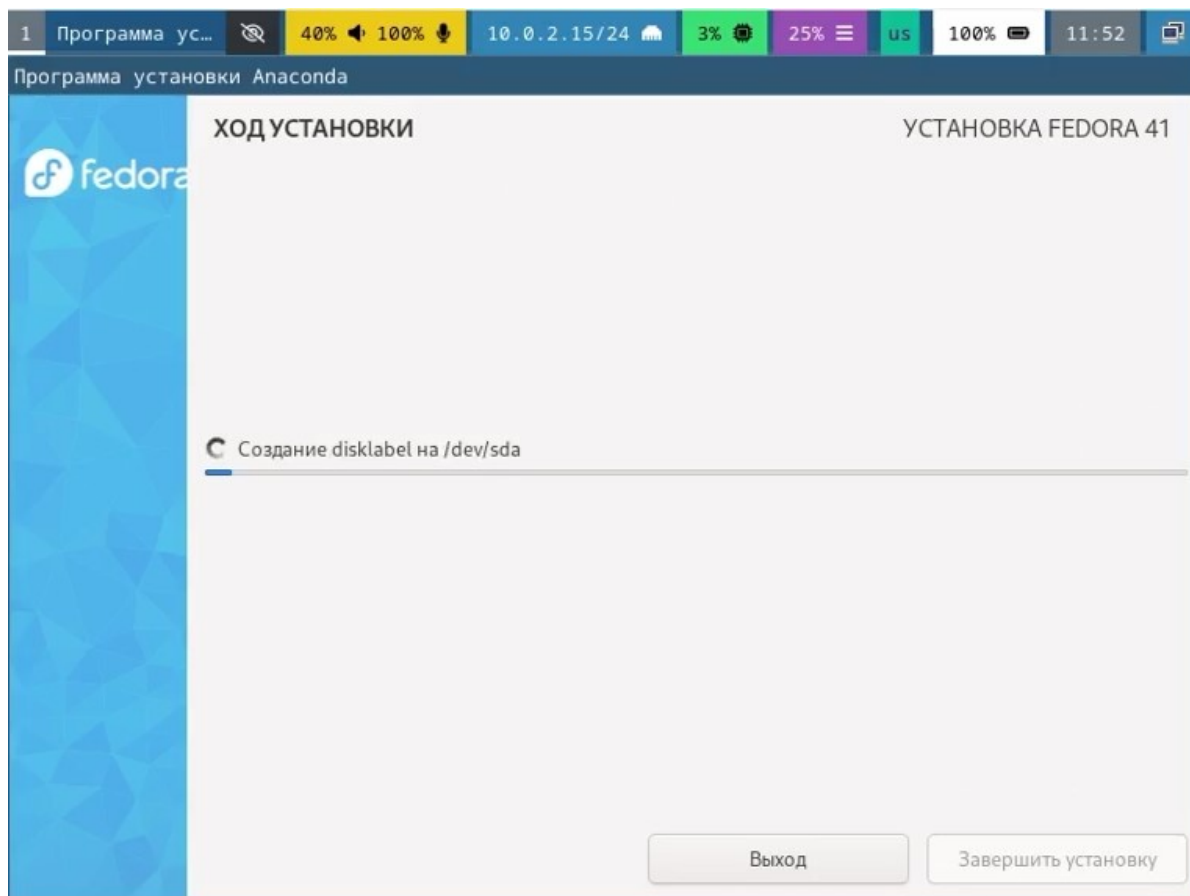 1 Программа ус… 40% 100% 10.0.2.15/24 3% 25% us 100% 11:52
Программа установки Anaconda
fedora
ХОД УСТАНОВКИ
УСТАНОВКА FEDORA 41
Создание disklabel на /dev/sda
Выход
Завершить установку